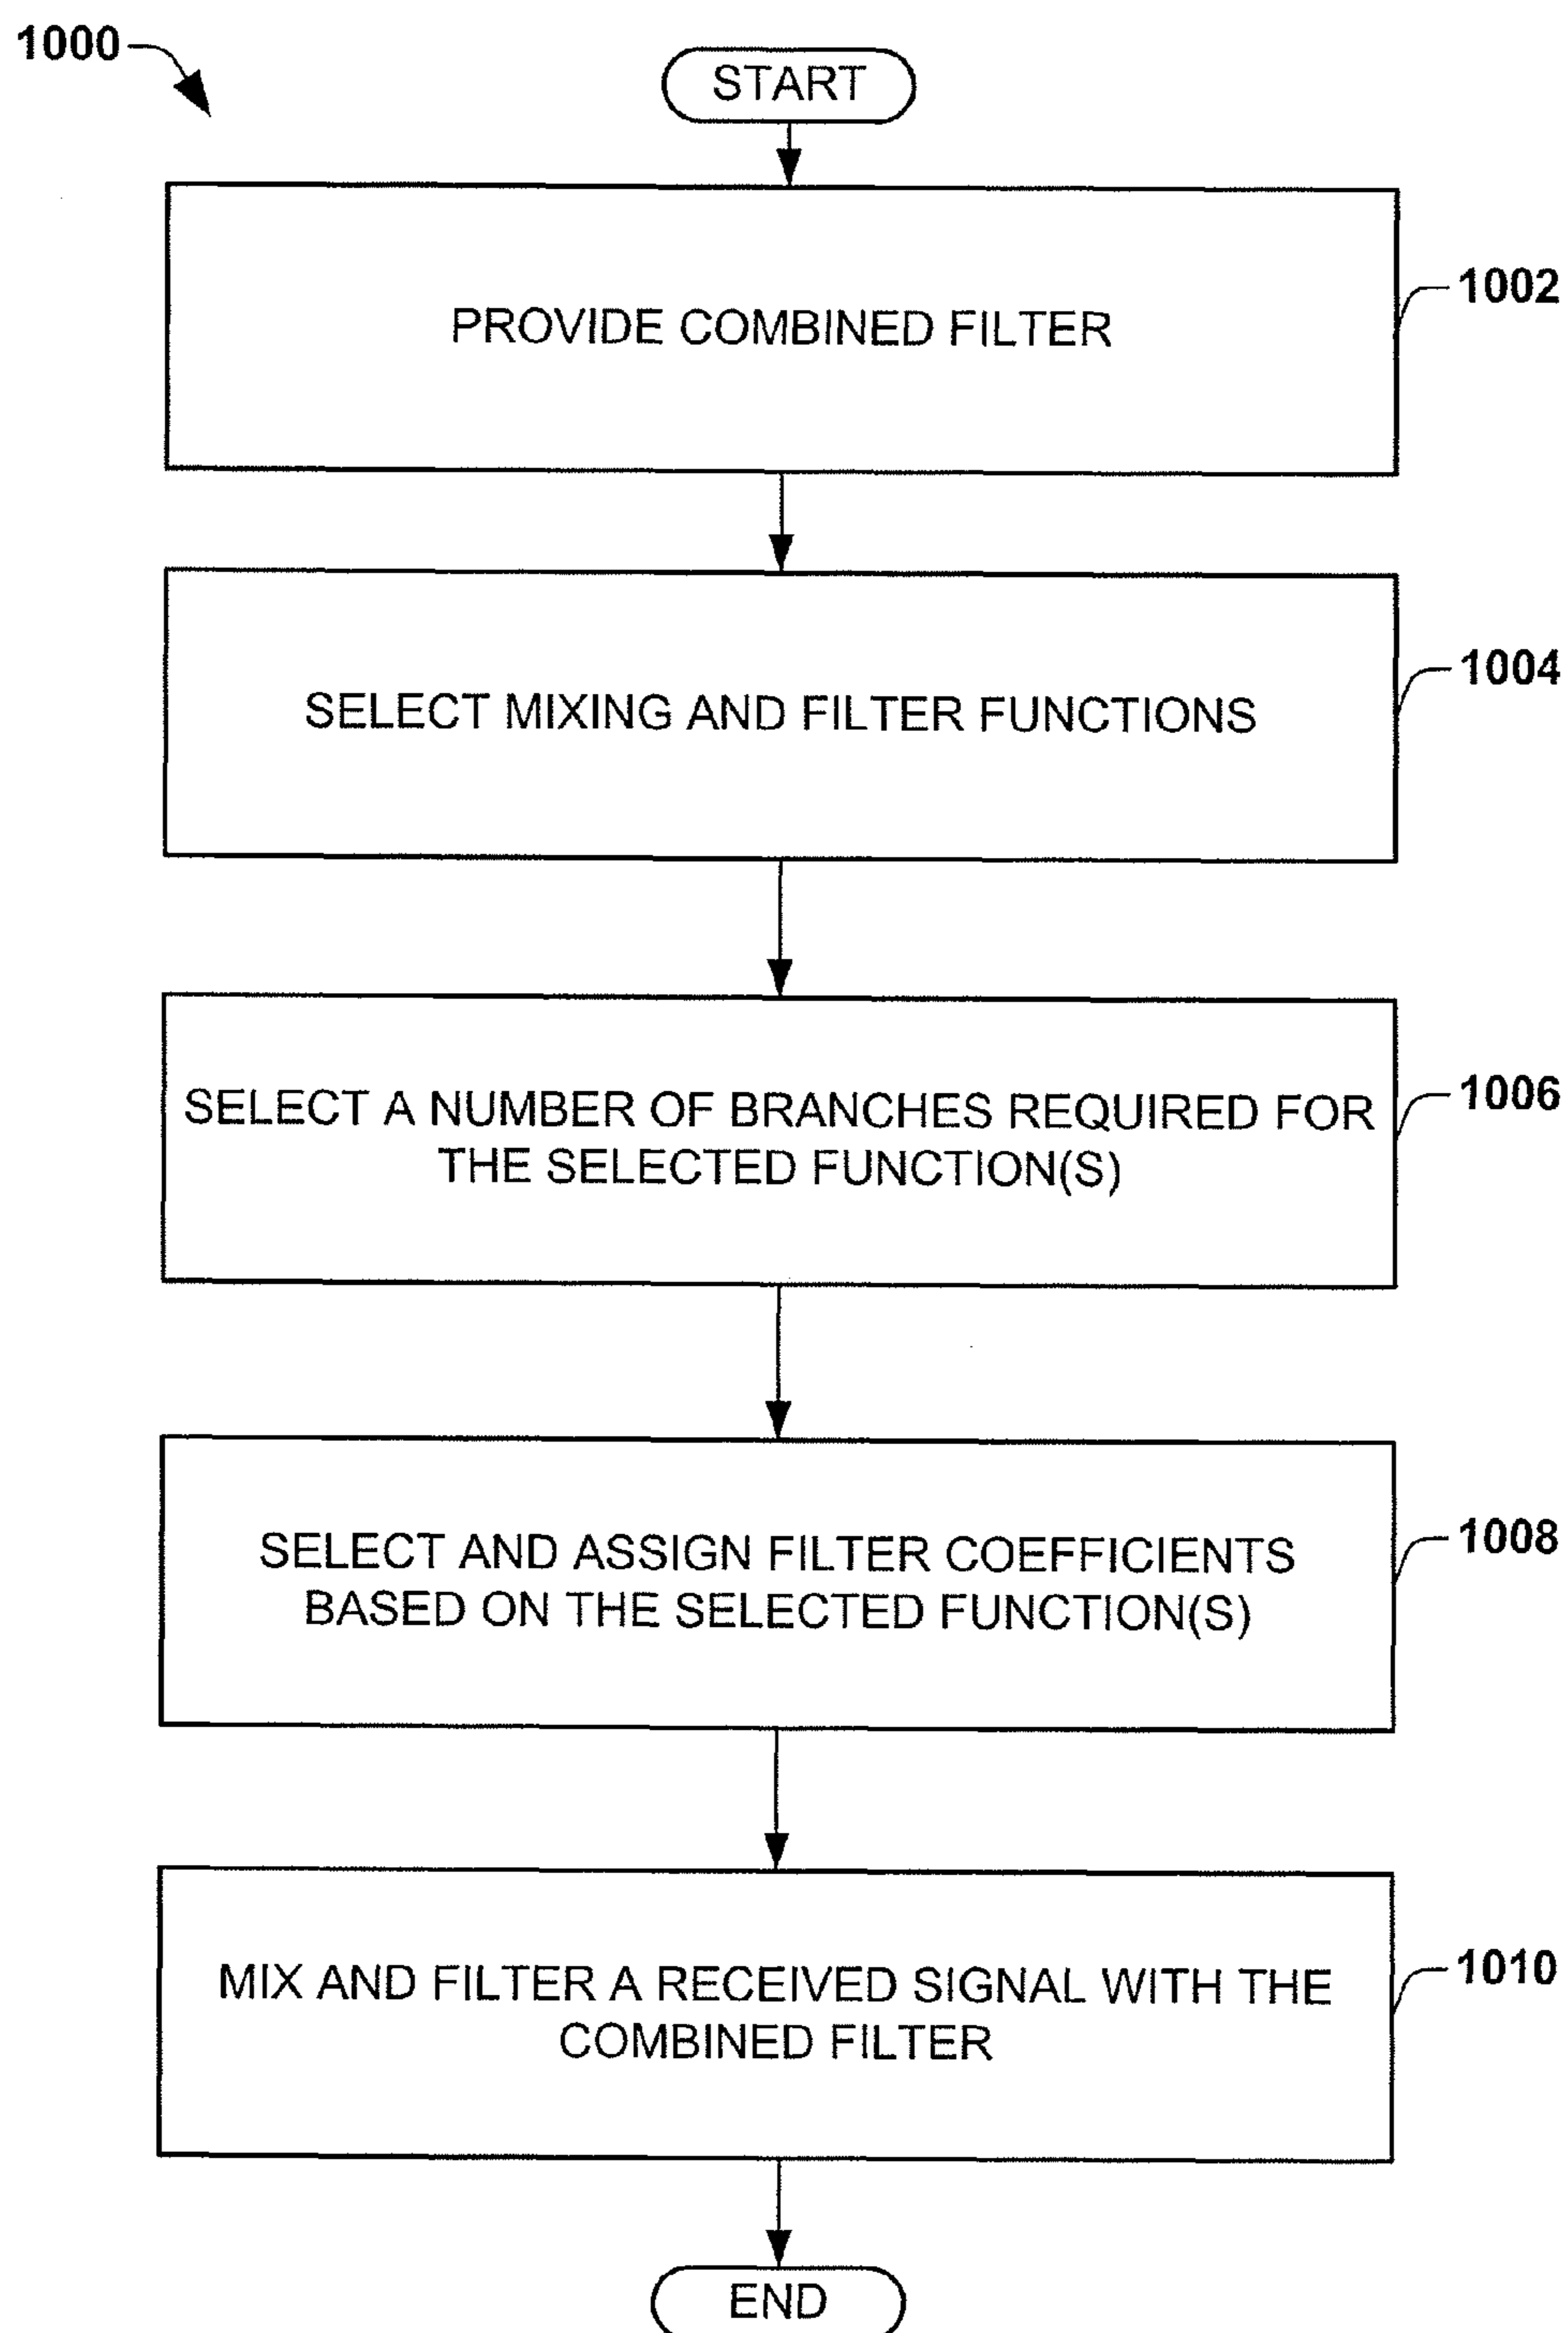 1000
START
PROVIDE COMBINED FILTER
1002
SELECT MIXING AND FILTER FUNCTIONS
1004
SELECT A NUMBER OF BRANCHES REQUIRED FOR
THE SELECTED FUNCTION(S)
1006
SELECT AND ASSIGN FILTER COEFFICIENTS
BASED ON THE SELECTED FUNCTION(S)
1008
MIX AND FILTER A RECEIVED SIGNAL WITH THE
COMBINED FILTER
1010
END